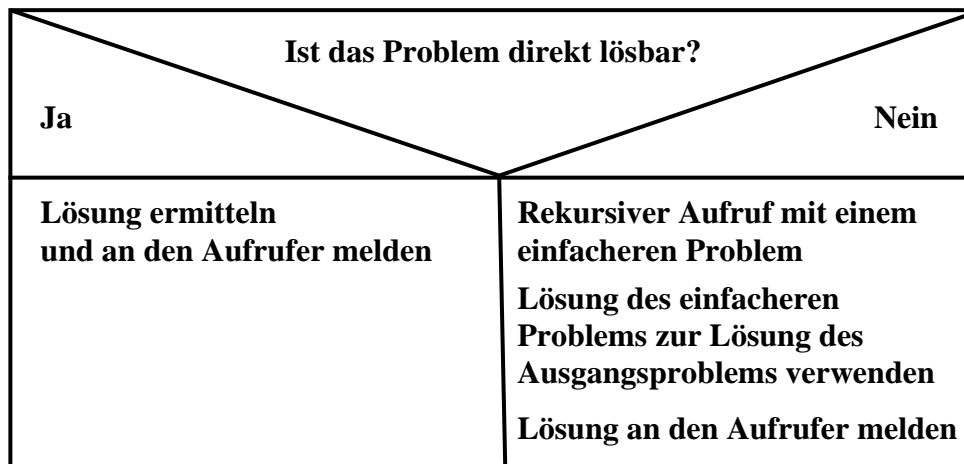 Ist das Problem direkt lösbar?
Ja
Nein
Lösung ermitteln
und an den Aufrufer melden
Rekursiver Aufruf mit einem
einfacheren Problem
Lösung des einfacheren
Problems zur Lösung des
Ausgangsproblems verwenden
Lösung an den Aufrufer melden